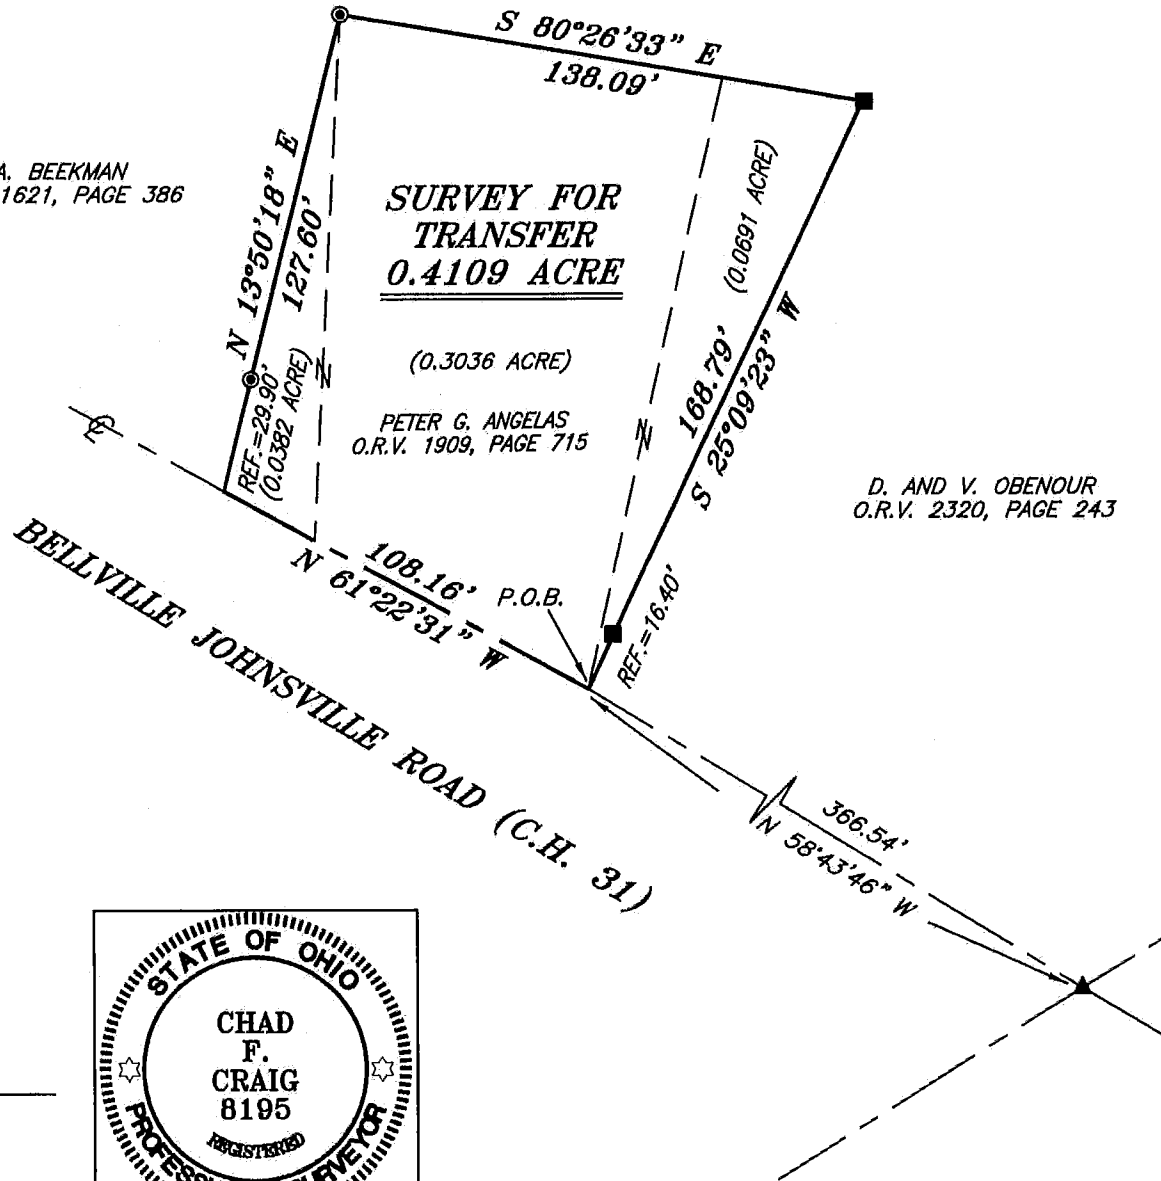 S 80°26'33" E
138.09'
A. BEEKMAN
1621, PAGE 386
N 13°50'18" E
127.60'
SURVEY FOR
TRANSFER
0.4109 ACRE
(0.0691 ACRE)
(0.3036 ACRE)
PETER G. ANGELAS
O.R.V. 1909, PAGE 715
REF.=29.90'
(0.0382 ACRE)
168.79'
S 25°09'23" W
D. AND V. OBENOUR
O.R.V. 2320, PAGE 243
108.16'
N 61°22'31" W
P.O.B.
REF.=16.40'
BELLVILLE JOHNSVILLE ROAD (C.H. 31)
366.54'
N 58°43'46" W
STATE OF OHIO
CHAD
F.
CRAIG
8195
REGISTERED